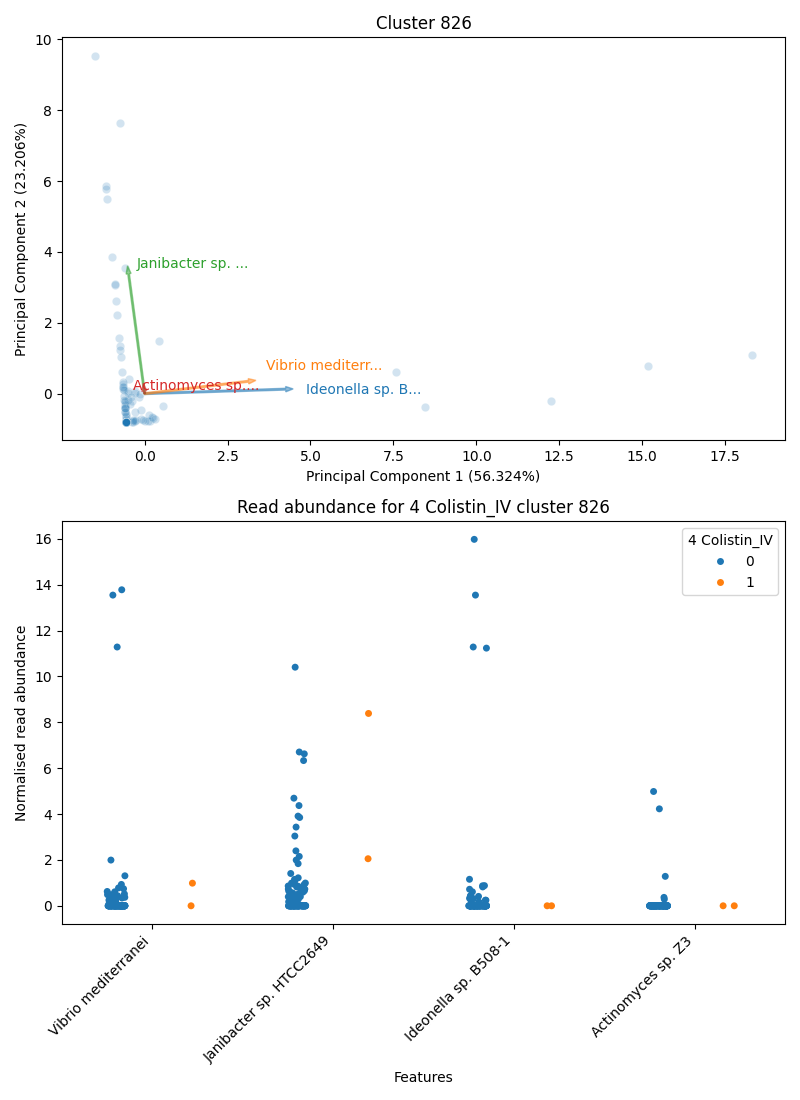 Cluster 826
10
8
6
4
2
0
Principal Component 2 (23.206%)
Janibacter sp. ...
Vibrio mediterr...
Actinomyces sp....
Ideonella sp. B...
0.0 2.5 5.0 7.5 10.0 12.5 15.0 17.5
Principal Component 1 (56.324%)
Read abundance for 4 Colistin_IV cluster 826
16
14
12
10
8
6
4
2
0
Normalised read abundance
4 Colistin_IV
0
1
Vibrio mediterranei
Janibacter sp. HTCC2649
Ideonella sp. B508-1
Actinomyces sp. Z3
Features